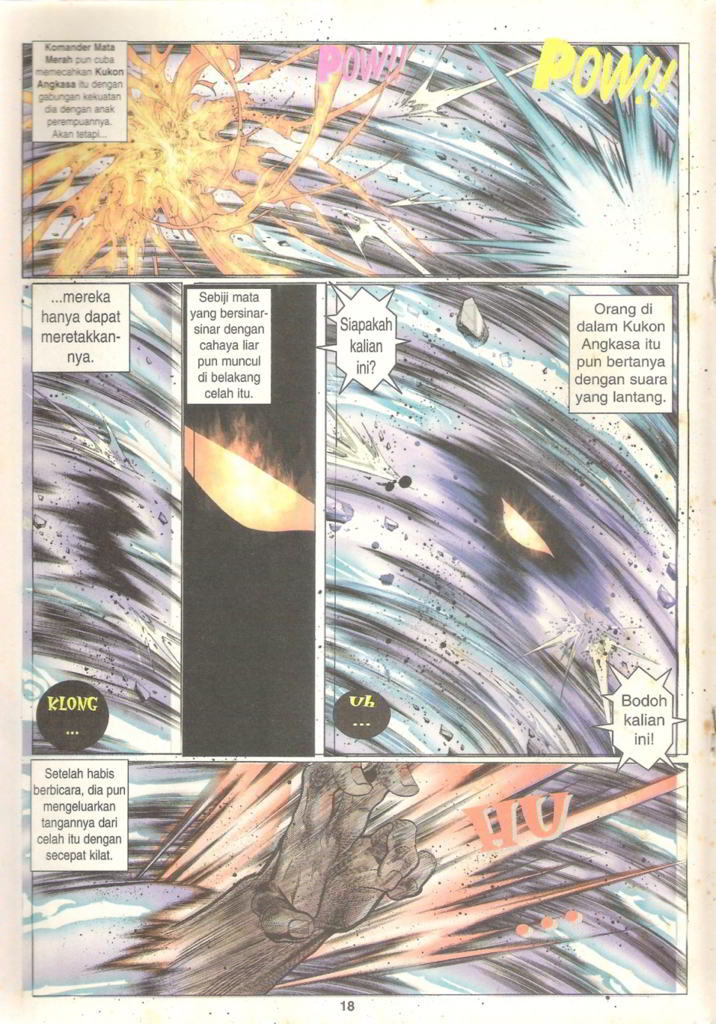 Komander Mata
Merah pun cuba
memecahkan Kukon
Angkasa itu dengan
gabungan kekuatan
dia dengan anak
perempuannya.
Akan tetapi...
POW!!
POW!!
...mereka
hanya dapat
meretakkan-
nya.
Sebiji mata
yang bersinar-
sinar dengan
cahaya liar
pun muncul
di belakang
celah itu.
Siapakah
kalian
ini?
Orang di
dalam Kukon
Angkasa itu
pun bertanya
dengan suara
yang lantang.
KLONG
...
Uh
...
Bodoh
kalian
ini!
Setelah habis
berbicara, dia pun
mengeluarkan
tangannya dari
celah itu dengan
secepat kilat.
HU
...
18